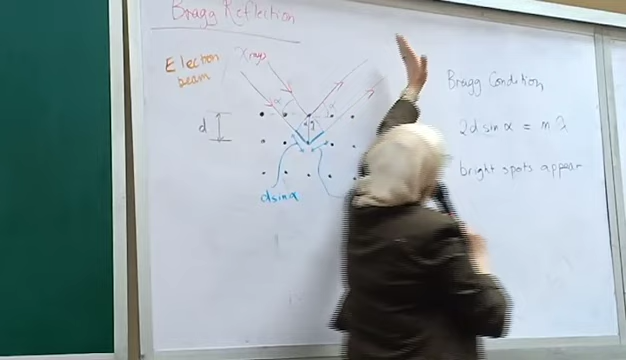 Bragg Reflection
Electron
beam
X rays
d
d sin α
Bragg Condition
2d sin α = n λ
bright spots appear